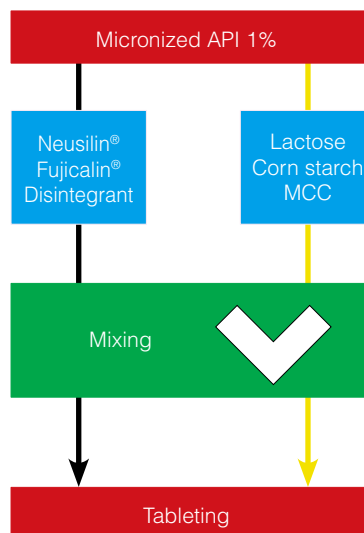 Micronized API 1%
Neusilin®
Fujicalin®
Disintegrant
Lactose
Corn starch
MCC
Mixing
Tableting